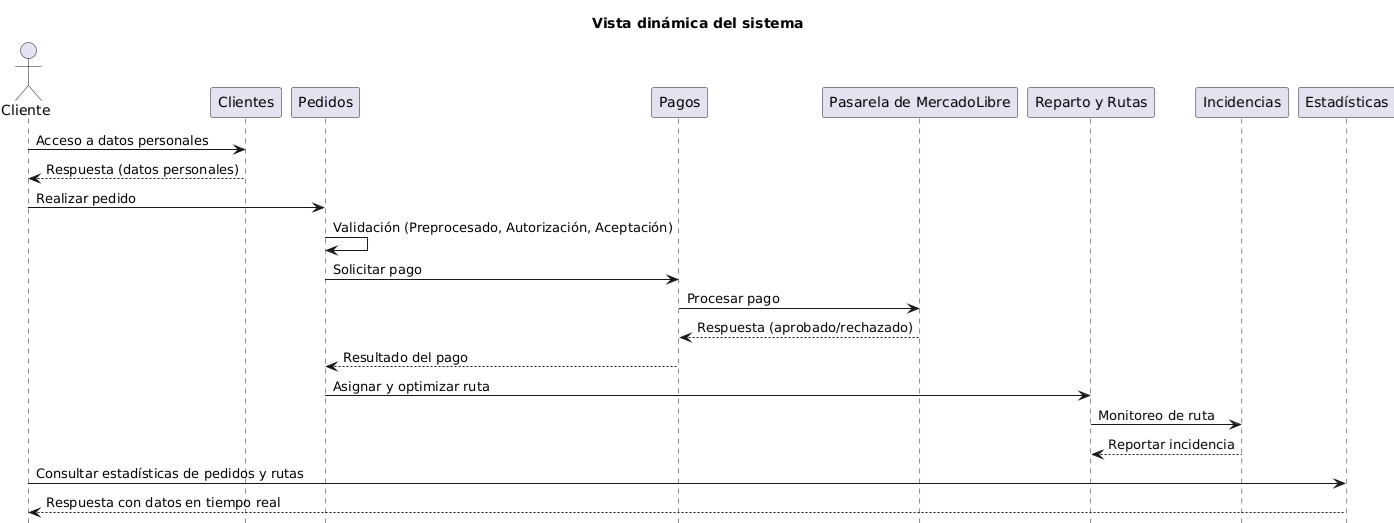 Vista dinámica del sistema
Cliente
Clientes
Pedidos
Pagos
Pasarela de MercadoLibre
Reparto y Rutas
Incidencias
Estadísticas
Acceso a datos personales
Respuesta (datos personales)
Realizar pedido
Validación (Preprocesado, Autorización, Aceptación)
Solicitar pago
Procesar pago
Respuesta (aprobado/rechazado)
Resultado del pago
Asignar y optimizar ruta
Monitoreo de ruta
Reportar incidencia
Consultar estadísticas de pedidos y rutas
Respuesta con datos en tiempo real